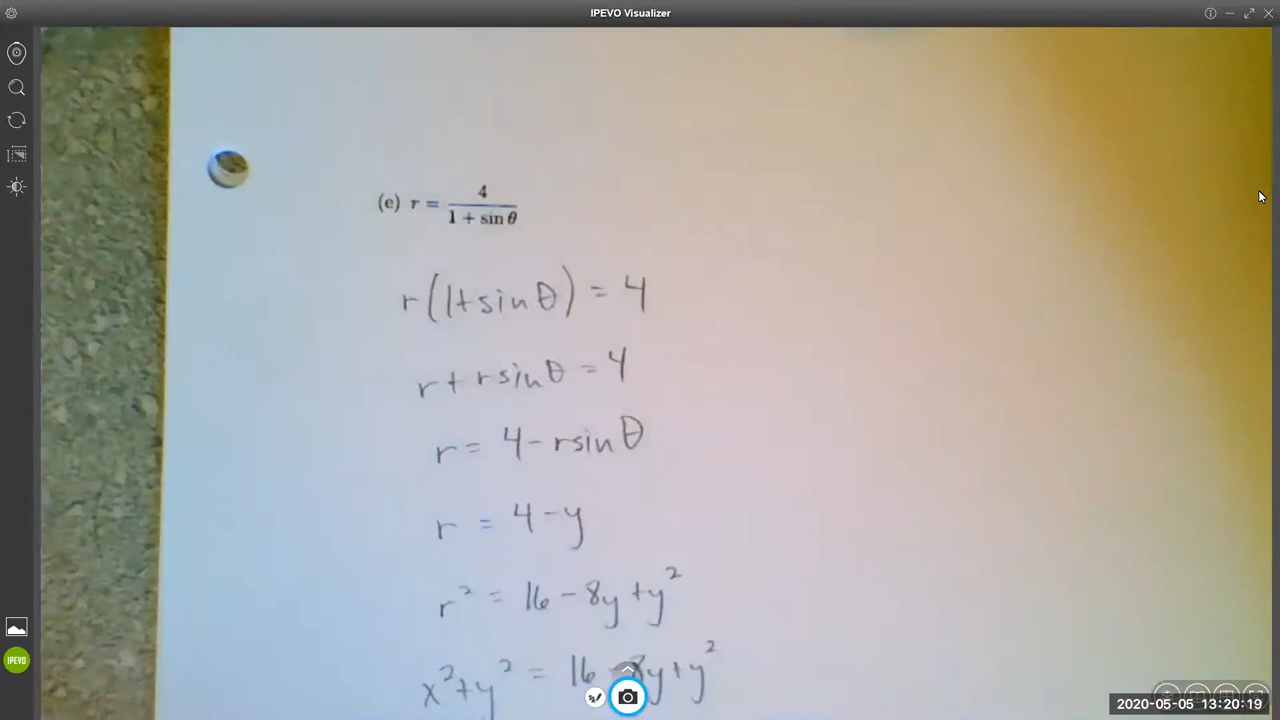 IPEVO Visualizer
(e) r = 4 / (1 + sin θ)
r(1+sinθ) = 4
r + rsinθ = 4
r = 4 - rsinθ
r = 4 - y
r² = 16 - 8y + y²
x² + y² = 16 - 8y + y²
IPEVO
2020-05-05 13:20:19